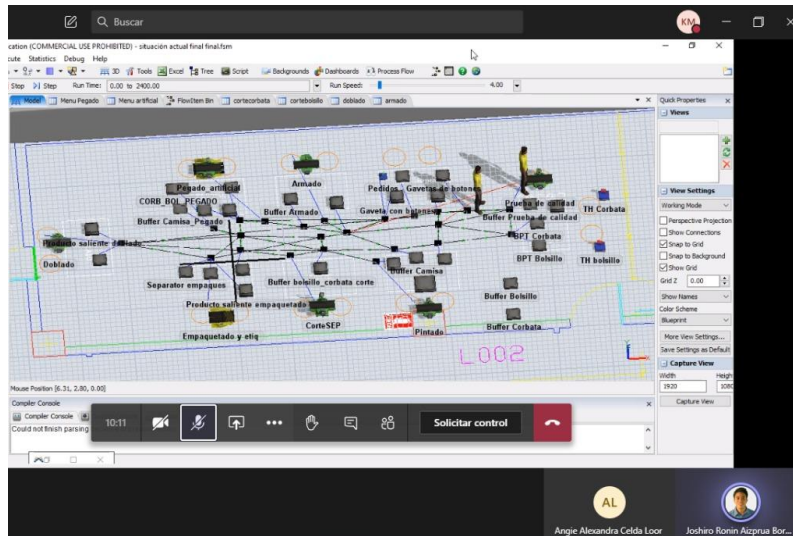 Buscar
KM
cation (COMMERCIAL USE PROHIBITED) - situación actual final final.fsm
cute Statistics Debug Help
3D Tools Excel Tree Script Backgrounds Dashboards Process Flow
Stop Step Run Time: 0.00 to 2400.00 Run Speed: 4.00
Model Menu Pegado Menu artificial FlowItem Bin cortecorbata cortebolsillo doblado armado
Quick Properties
Views
View Settings
Working Mode
Perspective Projection
Show Connections
Snap to Grid
Snap to Background
Show Grid
Grid Z 0.00
Show Names
Color Scheme
Blueprint
More View Settings...
Save Settings as Default
Capture View
Width Heigh
1920 1080
Capture View
Pegado_artificial
Armado
Pedidos
Gavetas de botones
Prueba de calidad
TH Corbata
CORB_BOL_PEGADO
Buffer Camisa_Pegado
Buffer Armado
Gaveta con botones
Buffer Prueba de calidad
BPT Corbata
Producto saliente doblado
Doblado
BPT Bolsillo
TH bolsillo
Separator empaques
Buffer bolsillo_corbata corte
Buffer Camisa
Buffer Bolsillo
Producto saliente empaquetado
Empaquetado y etiq
CorteSEP
Pintado
Buffer Corbata
L002
Mouse Position [6.31, 2.80, 0.00]
Compiler Console
Compiler Console
Could not finish parsing
10:11
Solicitar control
AL
Angie Alexandra Celda Loor
Joshiro Ronin Aizprua Bor...